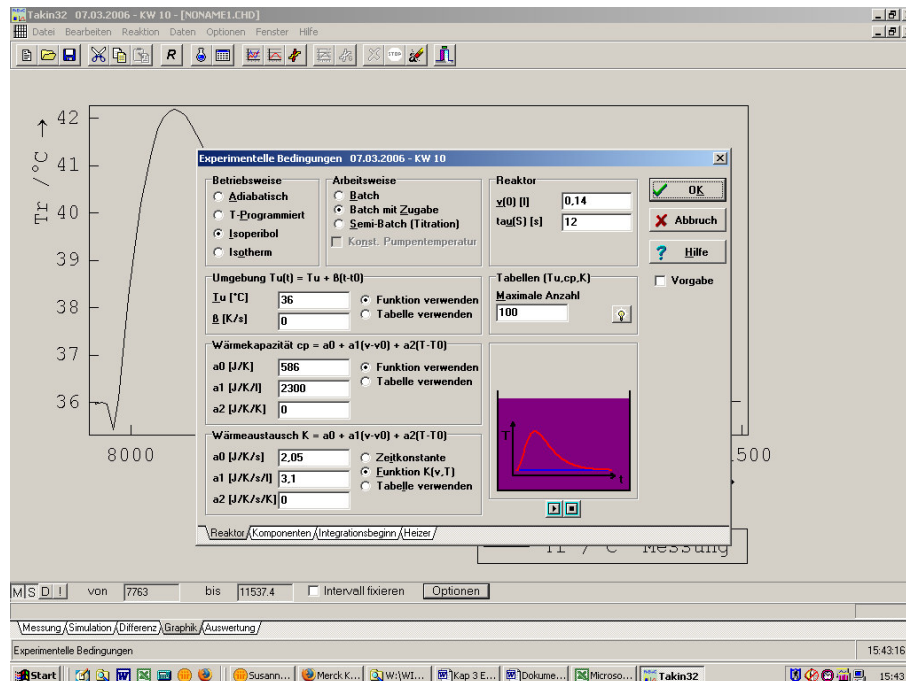 Takin32 07.03.2006 - KW 10 - [NONAME1.CHD]
Datei Bearbeiten Reaktion Daten Optionen Fenster Hilfe
R
STEP
Tr / °C →
42
41
40
39
38
37
36
8000
500
Tr / C Messung
Experimentelle Bedingungen 07.03.2006 - KW 10
Betriebsweise
Adiabatisch
T-Programmiert
Isoperibol
Isotherm
Arbeitsweise
Batch
Batch mit Zugabe
Semi-Batch (Titration)
Konst. Pumpentemperatur
Reaktor
v(0) [l] 0,14
tau(S) [s] 12
OK
Abbruch
Hilfe
Vorgabe
Umgebung Tu(t) = Tu + ß(t-t0)
Tu [°C] 36
ß [K/s] 0
Funktion verwenden
Tabelle verwenden
Tabellen (Tu,cp,K)
Maximale Anzahl
100
Wärmekapazität cp = a0 + a1(v-v0) + a2(T-T0)
a0 [J/K] 586
a1 [J/K/l] 2300
a2 [J/K/K] 0
Funktion verwenden
Tabelle verwenden
Wärmeaustausch K = a0 + a1(v-v0) + a2(T-T0)
a0 [J/K/s] 2,05
a1 [J/K/s/l] 3,1
a2 [J/K/s/K] 0
Zeitkonstante
Funktion K(v,T)
Tabelle verwenden
T
t
Reaktor Komponenten Integrationsbeginn Heizer
M S D ! von 7763 bis 11537.4 Intervall fixieren Optionen
Messung Simulation Differenz Graphik Auswertung
Experimentelle Bedingungen 15:43:16
Start Susann... Merck K... W:\WI... Kap 3 E... Dokume... Microso... Takin32 15:43